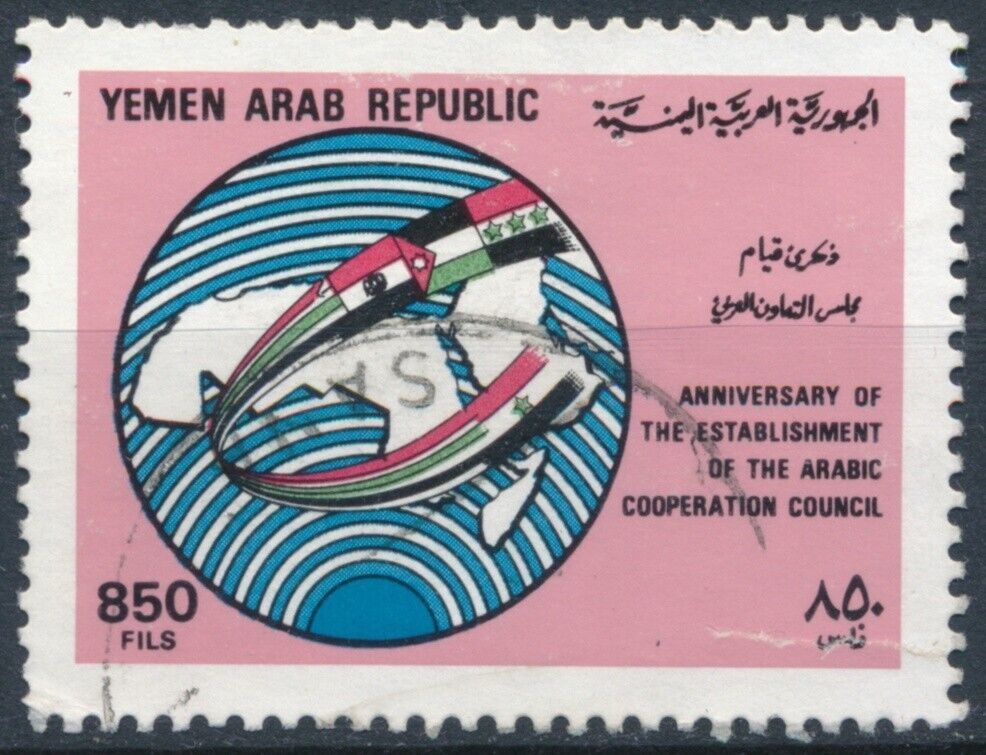 YEMEN ARAB REPUBLIC
الجمهورية العربية اليمنية
ذكرى قيام
مجلس التعاون العربي
ANNIVERSARY OF
THE ESTABLISHMENT
OF THE ARABIC
COOPERATION COUNCIL
850
FILS
٨٥٠
فلس
SA